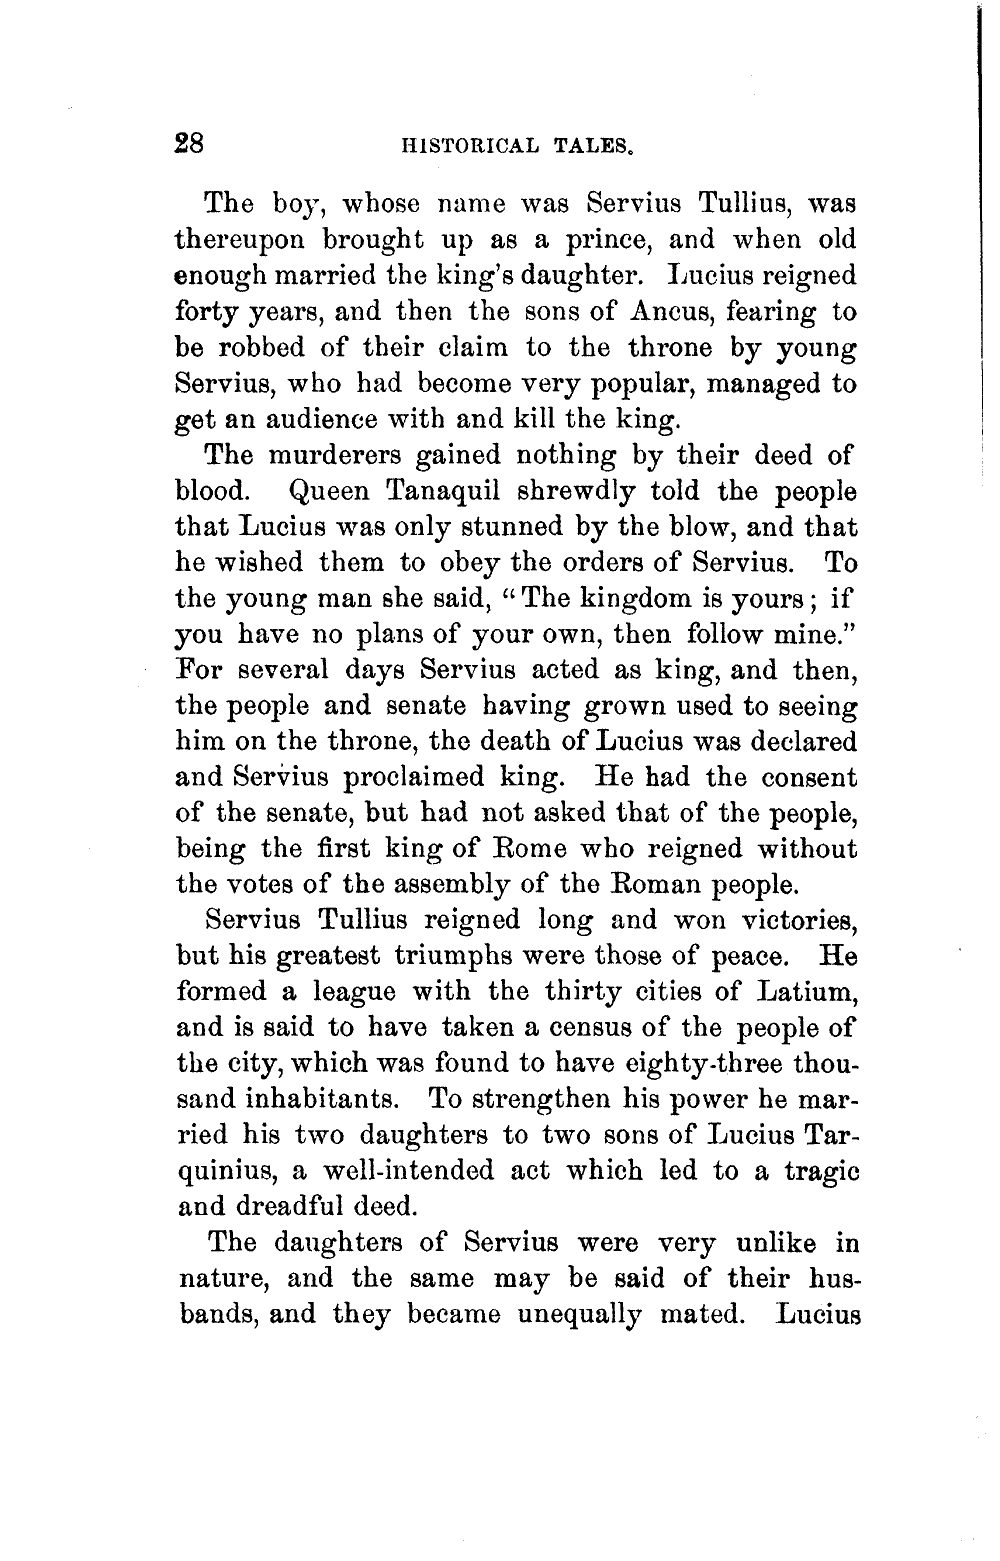 28 HISTORICAL TALES.
The boy, whose name was Servius Tullius, was
thereupon brought up as a prince, and when old
enough married the king's daughter. Lucius reigned
forty years, and then the sons of Ancus, fearing to
be robbed of their claim to the throne by young
Servius, who had become very popular, managed to
get an audience with and kill the king.
The murderers gained nothing by their deed of
blood. Queen Tanaquil shrewdly told the people
that Lucius was only stunned by the blow, and that
he wished them to obey the orders of Servius. To
the young man she said, “The kingdom is yours; if
you have no plans of your own, then follow mine.”
For several days Servius acted as king, and then,
the people and senate having grown used to seeing
him on the throne, the death of Lucius was declared
and Servius proclaimed king. He had the consent
of the senate, but had not asked that of the people,
being the first king of Rome who reigned without
the votes of the assembly of the Roman people.
Servius Tullius reigned long and won victories,
but his greatest triumphs were those of peace. He
formed a league with the thirty cities of Latium,
and is said to have taken a census of the people of
the city, which was found to have eighty-three thou-
sand inhabitants. To strengthen his power he mar-
ried his two daughters to two sons of Lucius Tar-
quinius, a well-intended act which led to a tragic
and dreadful deed.
The daughters of Servius were very unlike in
nature, and the same may be said of their hus-
bands, and they became unequally mated. Lucius